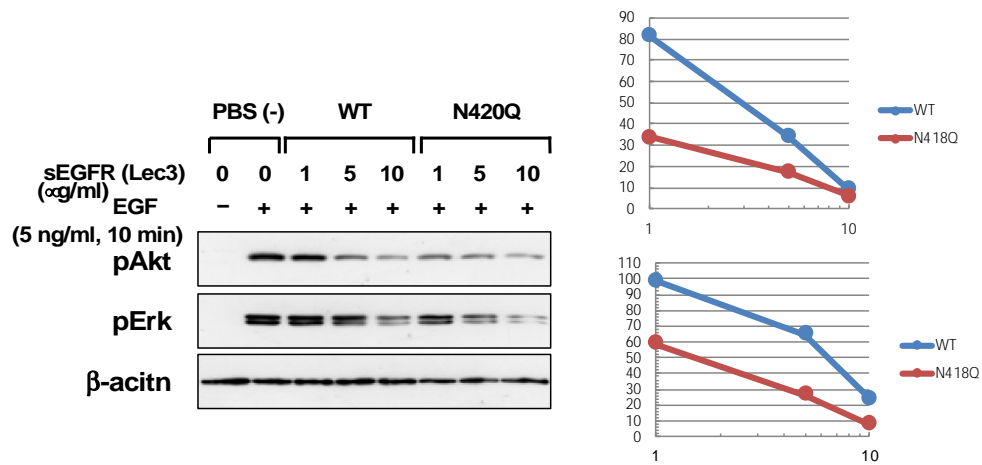 PBS (-) WT N420Q
sEGFR (Lec3) 0 0 1 5 10 1 5 10
(αg/ml)
EGF − + + + + + + +
(5 ng/ml, 10 min)
pAkt
pErk
β-acitn
90
80
70
60
50
40
30
20
10
0
1 10
WT
N418Q
110
100
90
80
70
60
50
40
30
20
10
0
1 10
WT
N418Q